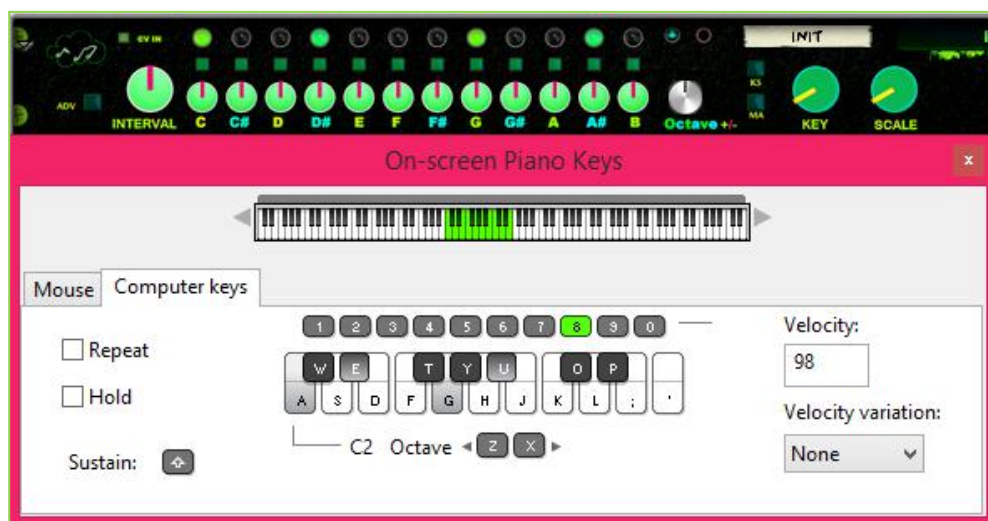 CV IN
INIT
KS
ADV
MA
INTERVAL C C# D D# E F F# G G# A A# B Octave +/- KEY SCALE
On-screen Piano Keys x
Mouse Computer keys
1 2 3 4 5 6 7 8 9 0
Velocity:
Repeat
W E T Y U O P
98
Hold
A S D F G H J K L ; '
Velocity variation:
C2 Octave Z X
None
Sustain: